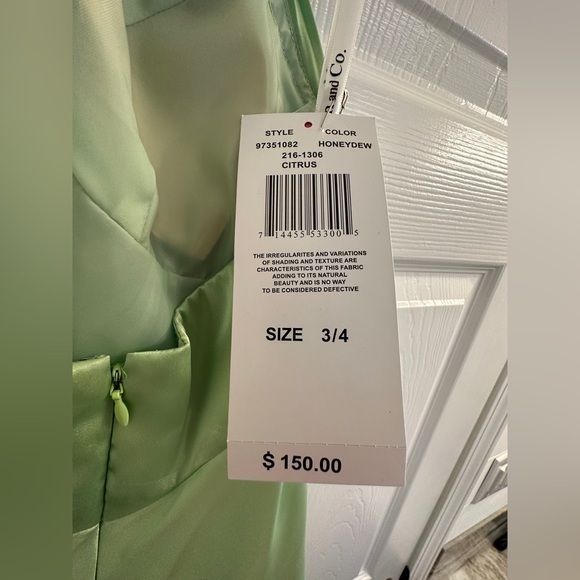 and Co.
STYLE COLOR
97351082 HONEYDEW
216-1306
CITRUS
7 14455 53300 5
THE IRREGULARITES AND VARIATIONS
OF SHADING AND TEXTURE ARE
CHARACTERISTICS OF THIS FABRIC
ADDING TO ITS NATURAL
BEAUTY AND IS NO WAY
TO BE CONSIDERED DEFECTIVE
SIZE 3/4
$ 150.00